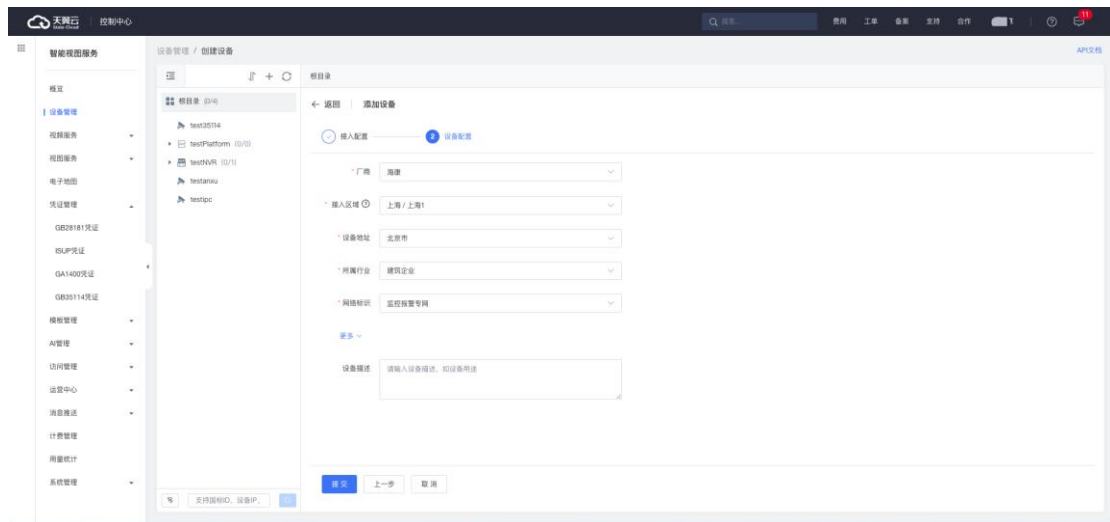 天翼云
控制中心
搜索...
费用 工单 备案 支持 合作
11
智能视图服务
设备管理 / 创建设备
API文档
概览
设备管理
视频服务
视图服务
电子地图
凭证管理
GB28181凭证
ISUP凭证
GA1400凭证
GB35114凭证
模板管理
AI管理
访问管理
运营中心
消息推送
计费管理
用量统计
系统管理
根目录 (0/4)
test35114
testPlatform (0/0)
testNVR (0/1)
testanxu
testipc
支持国标ID、设备IP、
根目录
返回 添加设备
接入配置 2 设备配置
* 厂商 海康
* 接入区域 上海 / 上海1
* 设备地址 北京市
* 所属行业 建筑企业
* 网络标识 监控报警专网
更多
设备描述 请输入设备描述，如设备用途
提交 上一步 取消